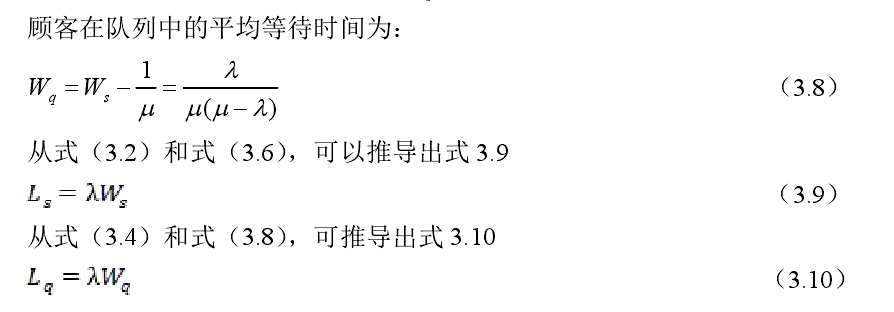 顾客在队列中的平均等待时间为：
W_q = W_s − 1/μ = λ/(μ(μ − λ)) （3.8）
从式（3.2）和式（3.6），可以推导出式 3.9
L_s = λW_s （3.9）
从式（3.4）和式（3.8），可推导出式 3.10
L_q = λW_q （3.10）